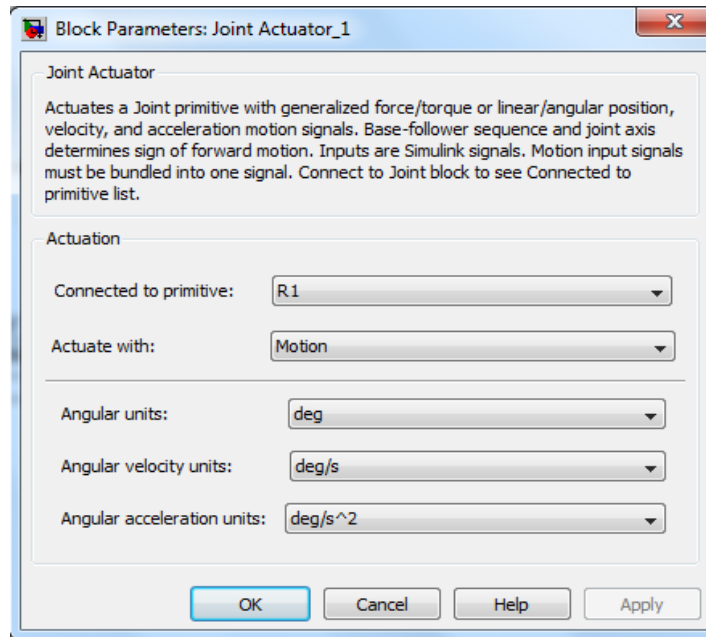 Block Parameters: Joint Actuator_1
Joint Actuator
Actuates a Joint primitive with generalized force/torque or linear/angular position,
velocity, and acceleration motion signals. Base-follower sequence and joint axis
determines sign of forward motion. Inputs are Simulink signals. Motion input signals
must be bundled into one signal. Connect to Joint block to see Connected to
primitive list.
Actuation
Connected to primitive: R1
Actuate with: Motion
Angular units: deg
Angular velocity units: deg/s
Angular acceleration units: deg/s^2
OK Cancel Help Apply